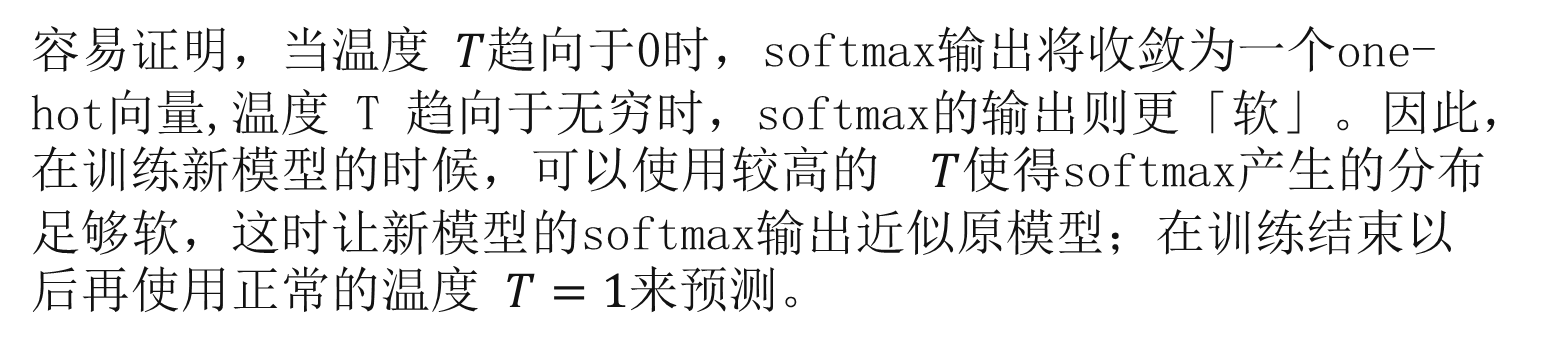 容易证明，当温度 T趋向于0时，softmax输出将收敛为一个one-
hot向量,温度 T 趋向于无穷时，softmax的输出则更「软」。因此，
在训练新模型的时候，可以使用较高的 T使得softmax产生的分布
足够软，这时让新模型的softmax输出近似原模型；在训练结束以
后再使用正常的温度 T = 1来预测。